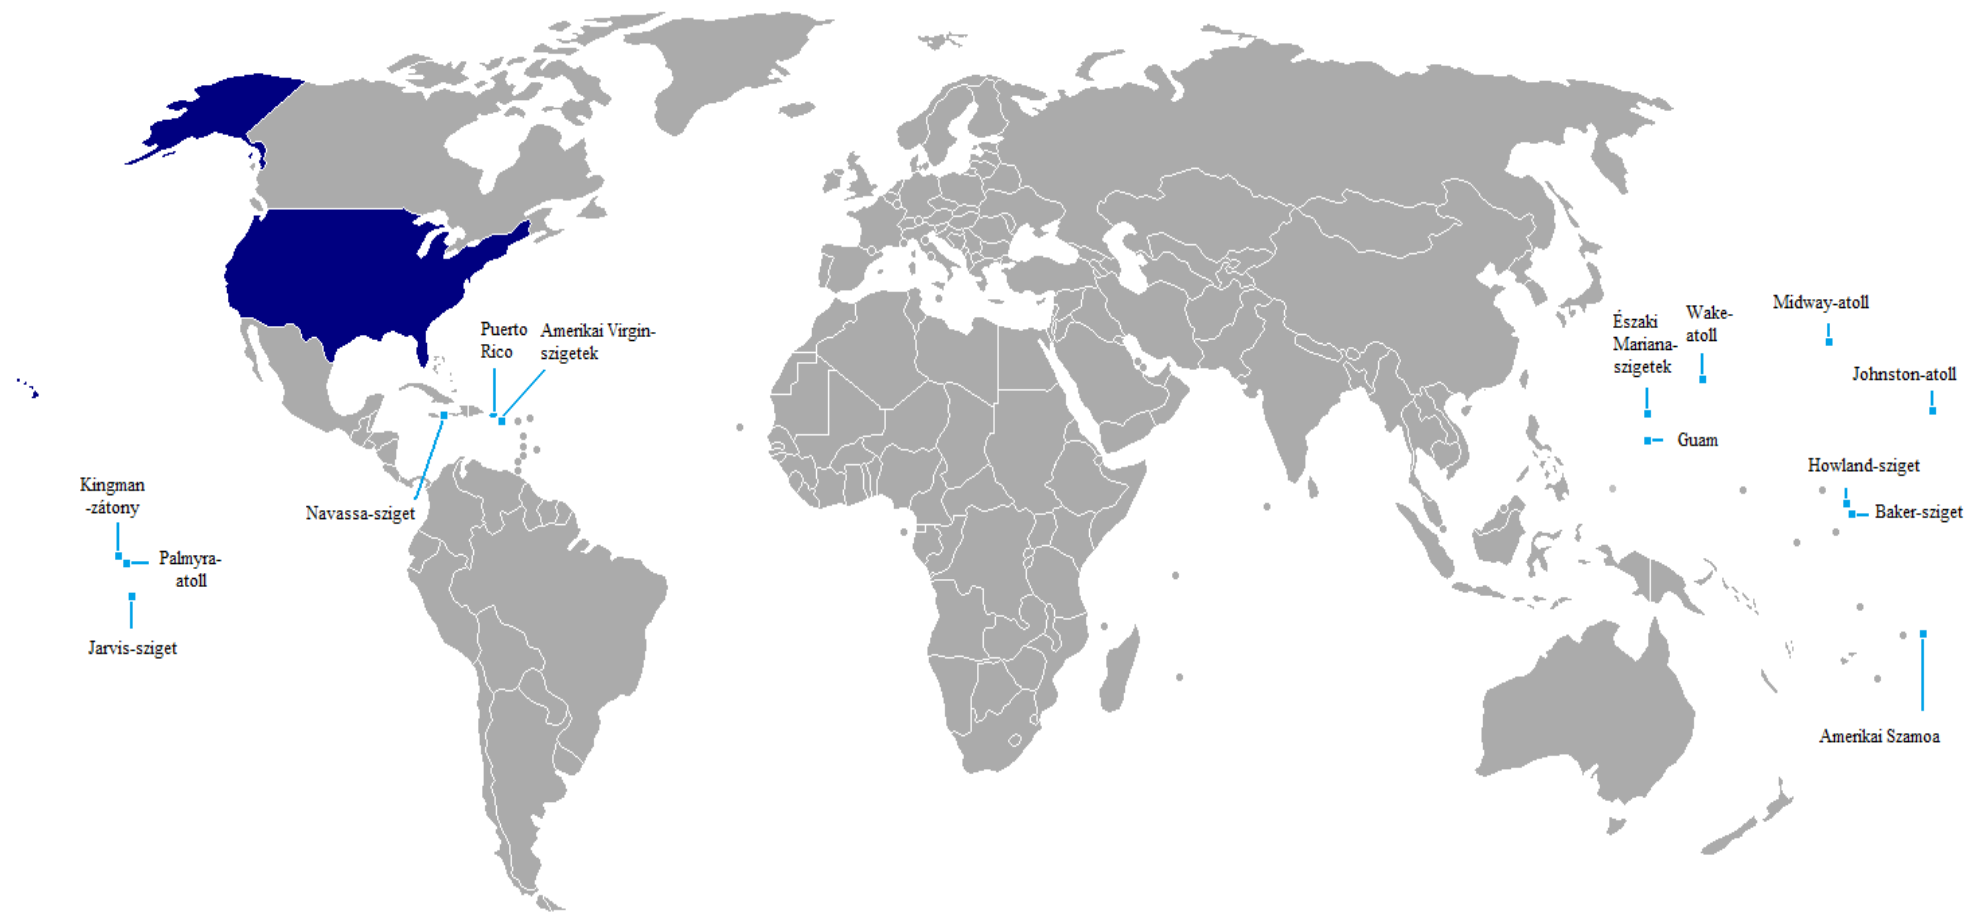 Midway-atoll
Wake-
atoll
Északi
Mariana-
szigetek
Puerto
Rico
Amerikai Virgin-
szigetek
Johnston-atoll
Guam
Howland-sziget
Kingman
-zátony
Navassa-sziget
Baker-sziget
Palmyra-
atoll
Jarvis-sziget
Amerikai Szamoa